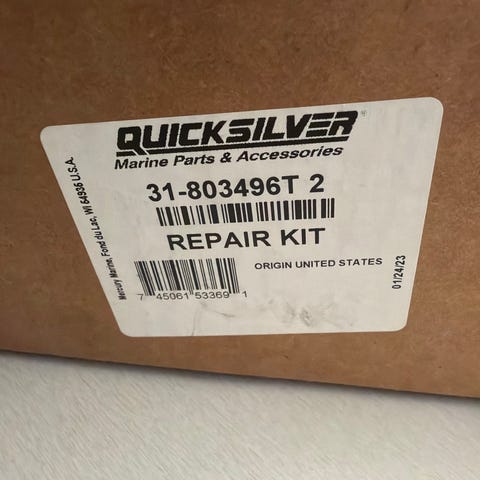 QUICKSILVER®
Marine Parts & Accessories
31-803496T 2
REPAIR KIT
ORIGIN UNITED STATES
7 45061 53369 1
Mercury Marine, Fond du Lac, WI 54936 U.S.A.
01/24/23